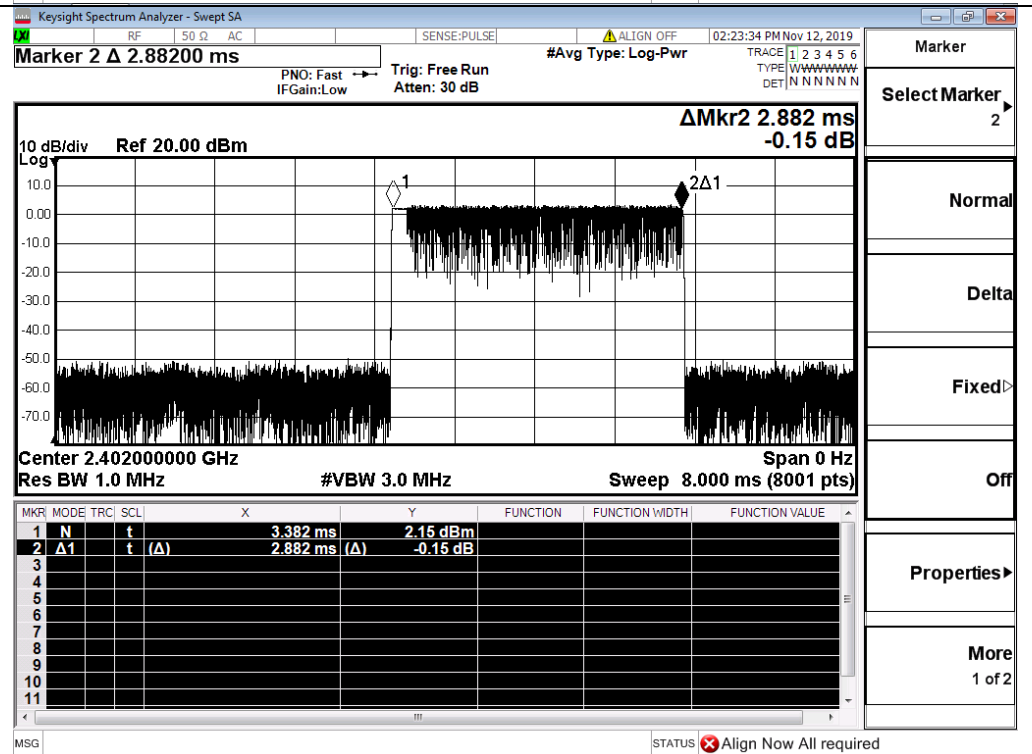 Keysight Spectrum Analyzer - Swept SA
LXI RF 50 Ω AC SENSE:PULSE ALIGN OFF 02:23:34 PM Nov 12, 2019
Marker 2 Δ 2.88200 ms
#Avg Type: Log-Pwr
TRACE 1 2 3 4 5 6
TYPE WWWWWW
DET N N N N N N
PNO: Fast
IFGain:Low
Trig: Free Run
Atten: 30 dB
ΔMkr2 2.882 ms
-0.15 dB
10 dB/div Ref 20.00 dBm
Log
10.0
0.00
-10.0
-20.0
-30.0
-40.0
-50.0
-60.0
-70.0
1
2Δ1
Center 2.402000000 GHz Span 0 Hz
Res BW 1.0 MHz #VBW 3.0 MHz Sweep 8.000 ms (8001 pts)
MKR MODE TRC SCL X Y FUNCTION FUNCTION WIDTH FUNCTION VALUE
1 N t 3.382 ms 2.15 dBm
2 Δ1 t (Δ) 2.882 ms (Δ) -0.15 dB
3
4
5
6
7
8
9
10
11
MSG STATUS Align Now All required
Marker
Select Marker
2
Normal
Delta
Fixed
Off
Properties
More
1 of 2